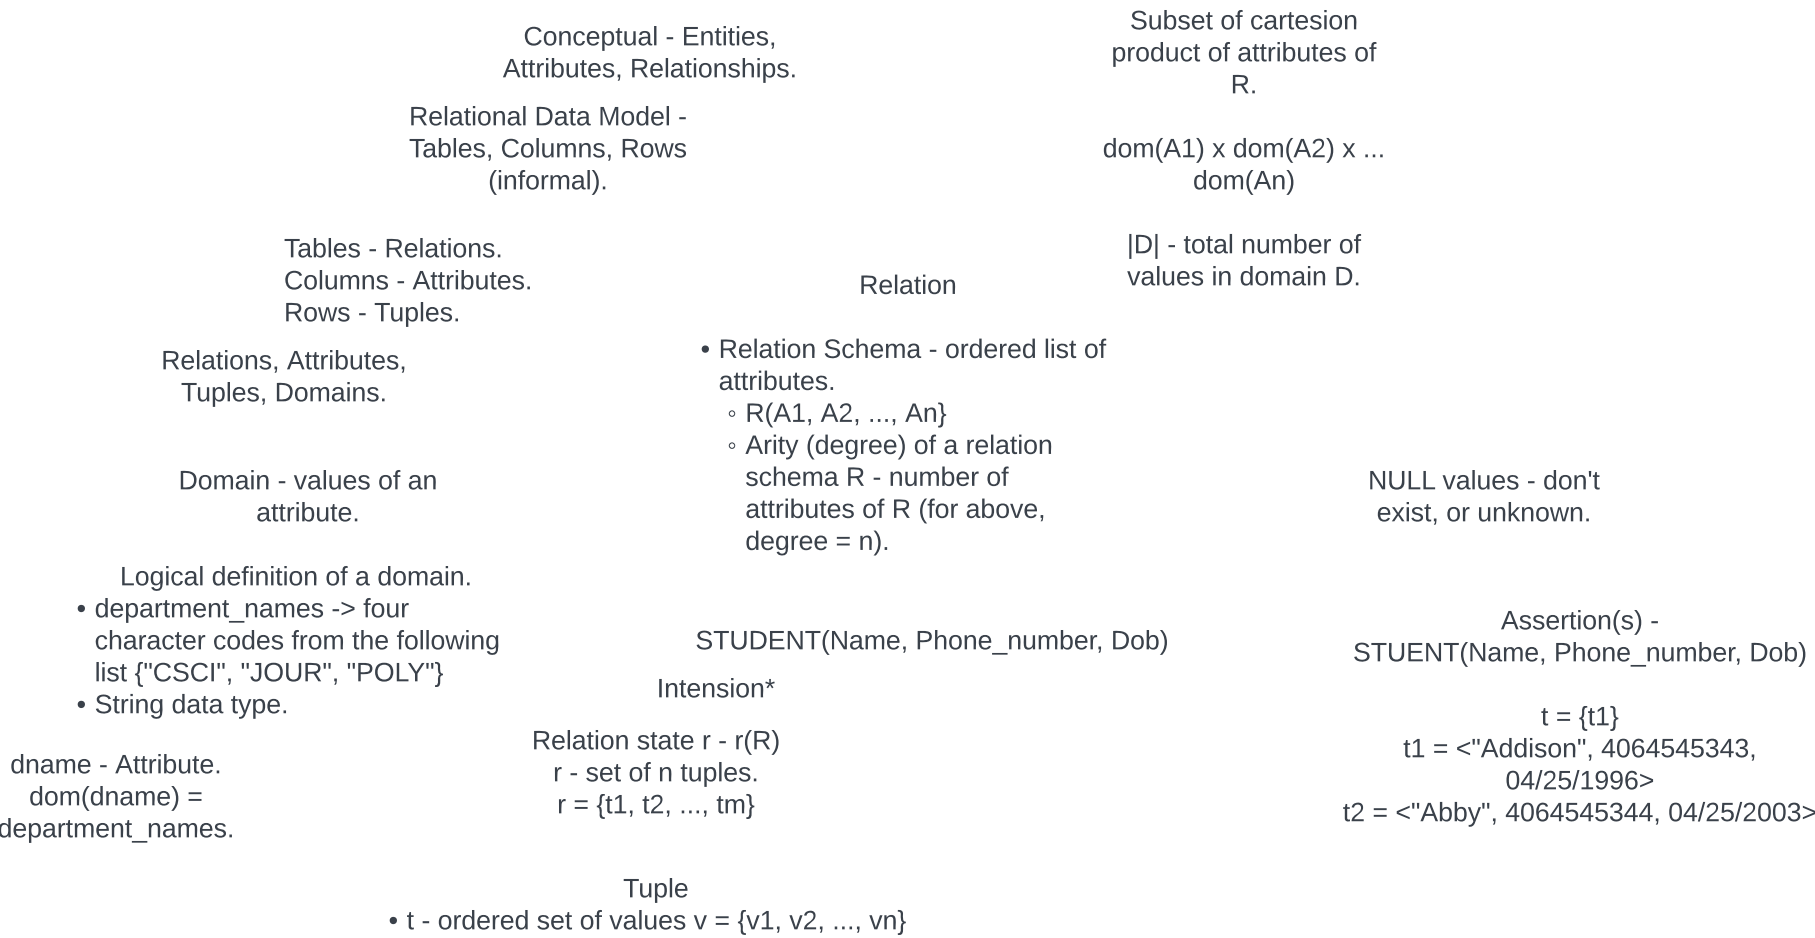 Conceptual - Entities,
Attributes, Relationships.
Relational Data Model -
Tables, Columns, Rows
(informal).
Tables - Relations.
Columns - Attributes.
Rows - Tuples.
Relations, Attributes,
Tuples, Domains.
Domain - values of an
attribute.
Logical definition of a domain.
• department_names -> four
character codes from the following
list {"CSCI", "JOUR", "POLY"}
• String data type.
dname - Attribute.
dom(dname) =
department_names.
Relation
• Relation Schema - ordered list of
attributes.
◦ R(A1, A2, ..., An}
◦ Arity (degree) of a relation
schema R - number of
attributes of R (for above,
degree = n).
STUDENT(Name, Phone_number, Dob)
Intension*
Relation state r - r(R)
r - set of n tuples.
r = {t1, t2, ..., tm}
Tuple
• t - ordered set of values v = {v1, v2, ..., vn}
Subset of cartesion
product of attributes of
R.
dom(A1) x dom(A2) x ...
dom(An)
|D| - total number of
values in domain D.
NULL values - don't
exist, or unknown.
Assertion(s) -
STUENT(Name, Phone_number, Dob)
t = {t1}
t1 = <"Addison", 4064545343,
04/25/1996>
t2 = <"Abby", 4064545344, 04/25/2003>